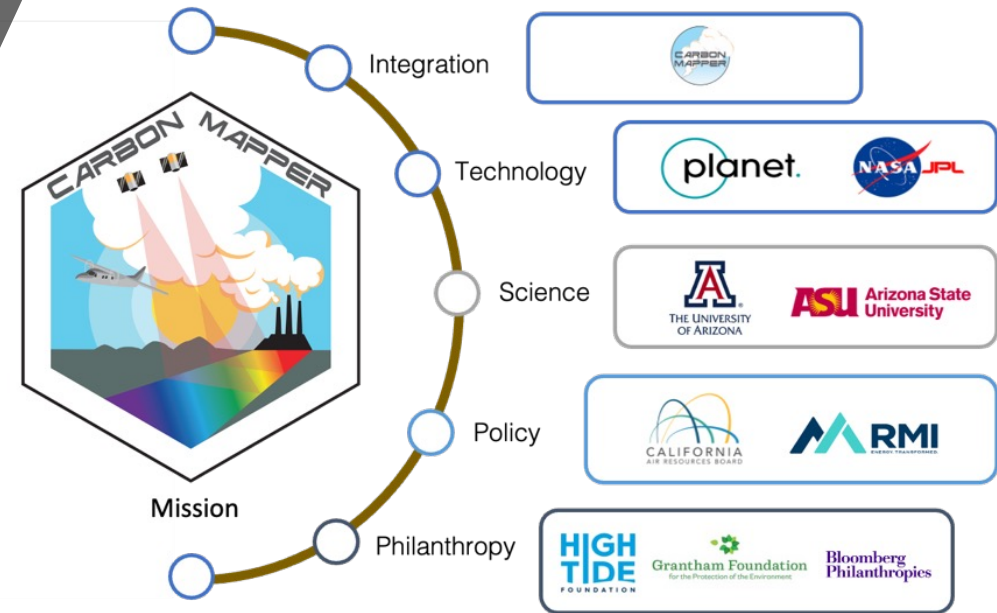 CARBON MAPPER
Mission
Integration
CARBON
MAPPER
Technology
planet.
NASA JPL
Science
A
THE UNIVERSITY
OF ARIZONA
ASU Arizona State
University
Policy
CALIFORNIA
AIR RESOURCES BOARD
RMI
ENERGY. TRANSFORMED.
Philanthropy
HIGH
TIDE
FOUNDATION
Grantham Foundation
for the Protection of the Environment
Bloomberg
Philanthropies